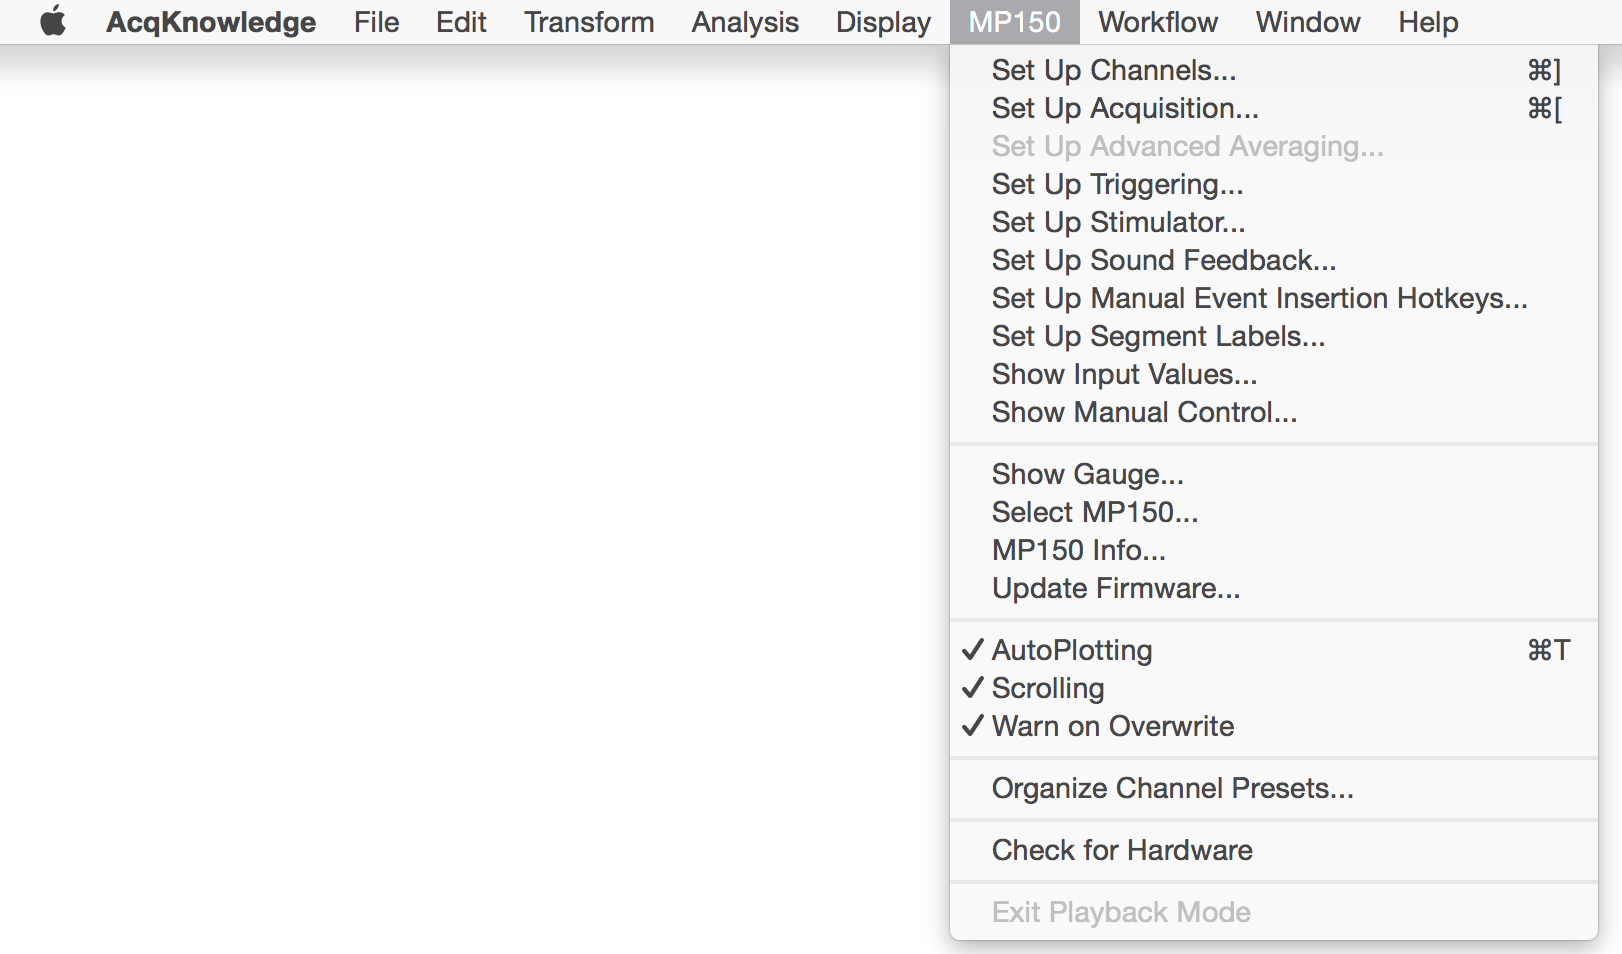 AcqKnowledge File Edit Transform Analysis Display MP150 Workflow Window Help
Set Up Channels... ⌘]
Set Up Acquisition... ⌘[
Set Up Advanced Averaging...
Set Up Triggering...
Set Up Stimulator...
Set Up Sound Feedback...
Set Up Manual Event Insertion Hotkeys...
Set Up Segment Labels...
Show Input Values...
Show Manual Control...
Show Gauge...
Select MP150...
MP150 Info...
Update Firmware...
✓ AutoPlotting ⌘T
✓ Scrolling
✓ Warn on Overwrite
Organize Channel Presets...
Check for Hardware
Exit Playback Mode